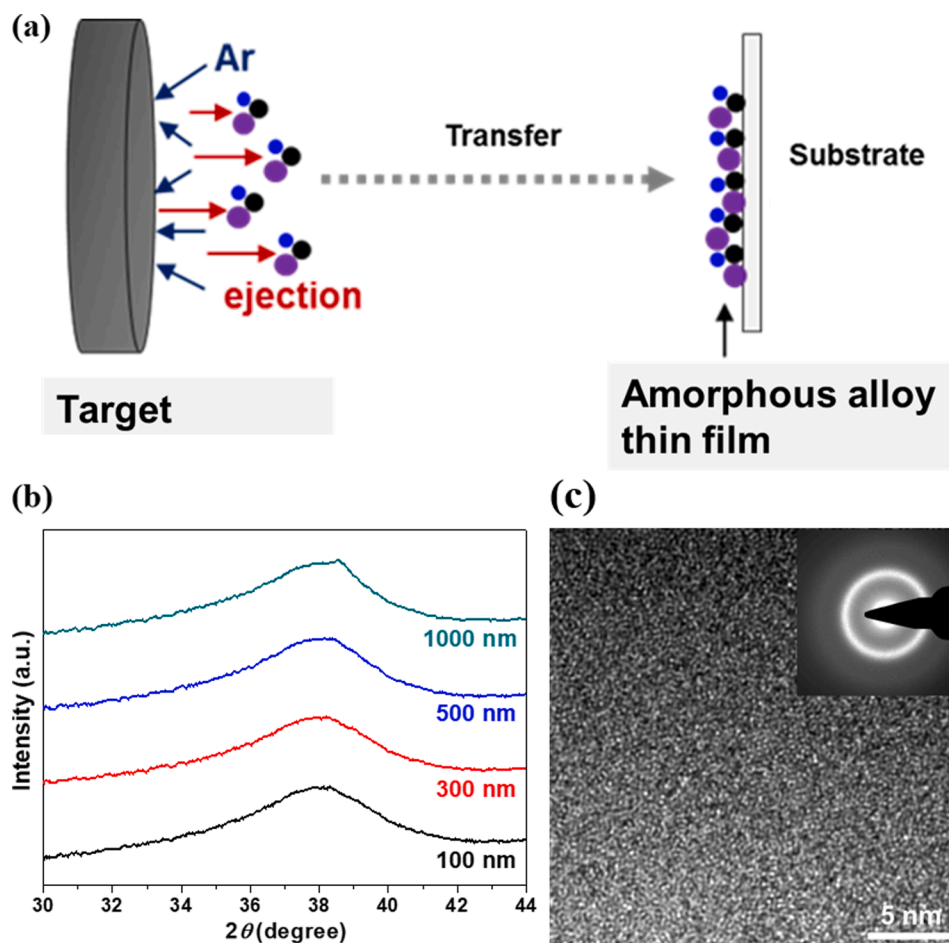 (a)
Ar
Transfer
Substrate
ejection
Target
Amorphous alloy
thin film
(b)
Intensity (a.u.)
1000 nm
500 nm
300 nm
100 nm
30 32 34 36 38 40 42 44
2θ (degree)
(c)
5 nm